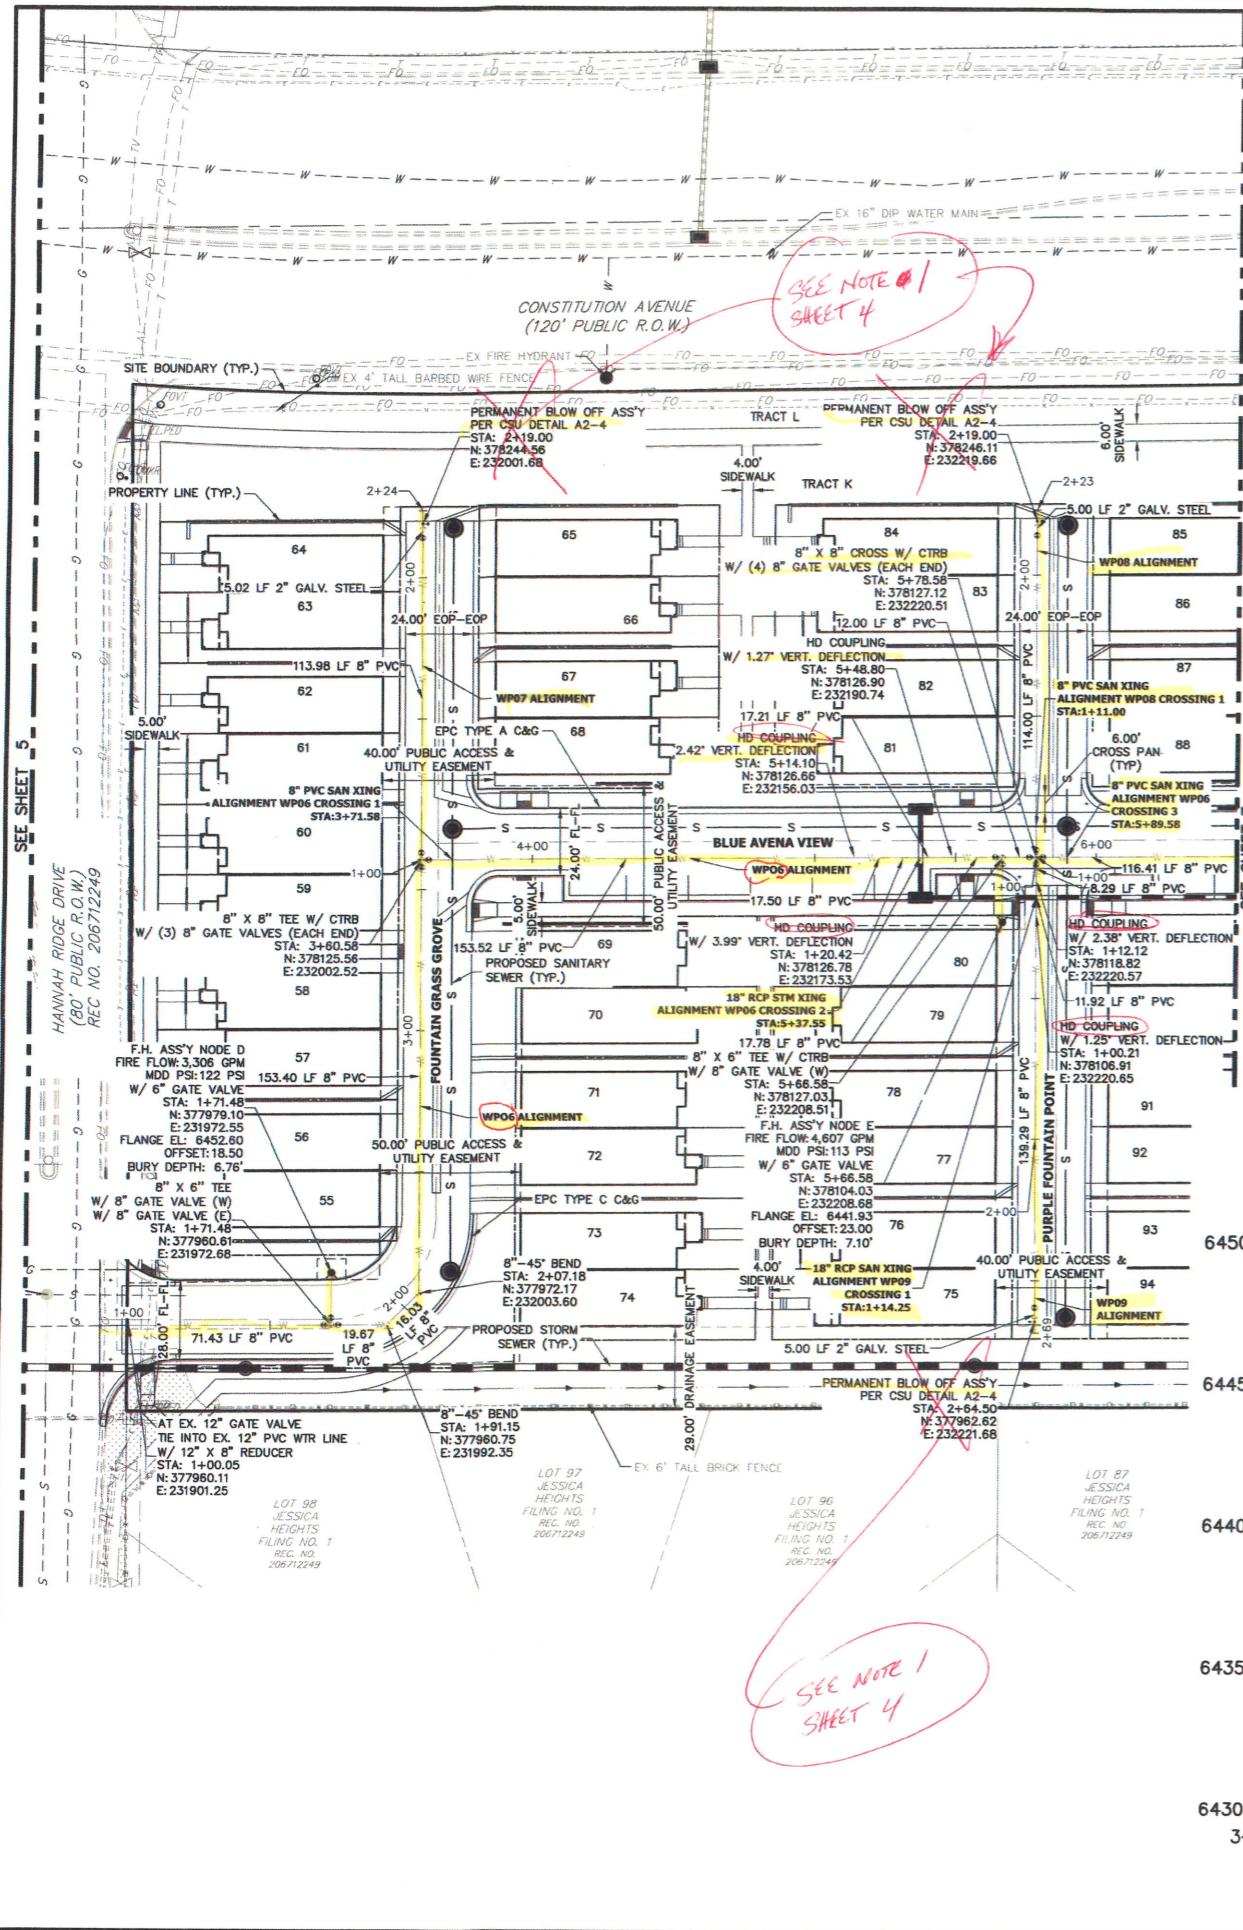 EX 16" DIP WATER MAIN
SEE NOTE #1
SHEET 4
CONSTITUTION AVENUE
(120' PUBLIC R.O.W.)
EX FIRE HYDRANT
SITE BOUNDARY (TYP.)
EX 4' TALL BARBED WIRE FENCE
PERMANENT BLOW OFF ASS'Y
PER CSU DETAIL A2-4
STA: 2+19.00
N: 378244.56
E: 232001.68
TRACT L
PERMANENT BLOW OFF ASS'Y
PER CSU DETAIL A2-4
STA: 2+19.00
N: 378246.11
E: 232219.66
6.00'
SIDEWALK
4.00'
SIDEWALK
TRACT K
PROPERTY LINE (TYP.)
2+24
2+23
5.00 LF 2" GALV. STEEL
64
65
84
85
8" X 8" CROSS W/ CTRB
W/ (4) 8" GATE VALVES (EACH END)
STA: 5+78.58
N: 378127.12
E: 232220.51
WP08 ALIGNMENT
5.02 LF 2" GALV. STEEL
2+00
2+00
63
83
86
24.00' EOP-EOP
66
12.00 LF 8" PVC
24.00' EOP-EOP
HD COUPLING
W/ 1.27° VERT. DEFLECTION
STA: 5+48.80
N: 378126.90
E: 232190.74
113.98 LF 8" PVC
67
87
62
WP07 ALIGNMENT
82
114.00 LF 8" PVC
8" PVC SAN XING
ALIGNMENT WP08 CROSSING 1
STA:1+11.00
5.00'
SIDEWALK
17.21 LF 8" PVC
EPC TYPE A C&G
68
HD COUPLING
2.42° VERT. DEFLECTION
STA: 5+14.10
N: 378126.66
E: 232156.03
6.00'
CROSS PAN
(TYP)
61
40.00' PUBLIC ACCESS &
UTILITY EASEMENT
81
88
8" PVC SAN XING
ALIGNMENT WP06 CROSSING 1
STA:3+71.58
8" PVC SAN XING
ALIGNMENT WP06
CROSSING 3
STA:5+89.58
SEE SHEET 5
60
4+00
24.00' FL-FL
50.00' PUBLIC ACCESS &
UTILITY EASEMENT
BLUE AVENA VIEW
6+00
1+00
WP06 ALIGNMENT
116.41 LF 8" PVC
1+00
1+00
8.29 LF 8" PVC
HANNAH RIDGE DRIVE
(80' PUBLIC R.O.W.)
REC NO. 206712249
59
5.00'
SIDEWALK
17.50 LF 8" PVC
8" X 8" TEE W/ CTRB
W/ (3) 8" GATE VALVES (EACH END)
STA: 3+60.58
N: 378125.56
E: 232002.52
FOUNTAIN GRASS GROVE
153.52 LF 8" PVC
69
HD COUPLING
W/ 3.99° VERT. DEFLECTION
STA: 1+20.42
N: 378126.78
E: 232173.53
HD COUPLING
W/ 2.38° VERT. DEFLECTION
STA: 1+12.12
N: 378118.82
E: 232220.57
PROPOSED SANITARY
SEWER (TYP.)
80
58
18" RCP STM XING
ALIGNMENT WP06 CROSSING 2
STA:5+37.55
11.92 LF 8" PVC
70
79
3+00
17.78 LF 8" PVC
HD COUPLING
W/ 1.25° VERT. DEFLECTION
STA: 1+00.21
N: 378106.91
E: 232220.65
57
F.H. ASS'Y NODE D
FIRE FLOW: 3,306 GPM
MDD PSI:122 PSI
W/ 6" GATE VALVE
STA: 1+71.48
N: 377979.10
E: 231972.55
FLANGE EL: 6452.60
OFFSET: 18.50
BURY DEPTH: 6.76'
153.40 LF 8" PVC
8" X 6" TEE W/ CTRB
W/ 8" GATE VALVE (W)
STA: 5+66.58
N: 378127.03
E: 232208.51
71
78
139.29 LF 8" PVC
91
WP06 ALIGNMENT
F.H. ASS'Y NODE E
FIRE FLOW: 4,607 GPM
MDD PSI:113 PSI
W/ 6" GATE VALVE
STA: 5+66.58
N: 378104.03
E: 232208.68
FLANGE EL: 6441.93
OFFSET: 23.00
BURY DEPTH: 7.10'
56
50.00' PUBLIC ACCESS &
UTILITY EASEMENT
72
77
PURPLE FOUNTAIN POINT
92
8" X 6" TEE
W/ 8" GATE VALVE (W)
W/ 8" GATE VALVE (E)
STA: 1+71.48
N: 377960.61
E: 231972.68
55
EPC TYPE C C&G
2+00
76
93
73
6450
8"-45° BEND
STA: 2+07.18
N: 377972.17
E: 232003.60
4.00'
SIDEWALK
18" RCP SAN XING
ALIGNMENT WP09
CROSSING 1
STA:1+14.25
40.00' PUBLIC ACCESS &
UTILITY EASEMENT
94
74
75
WP09
ALIGNMENT
1+00
28.00' FL-FL
2+00
71.43 LF 8" PVC
19.67
LF 8"
PVC
16.03
LF 8"
PVC
PROPOSED STORM
SEWER (TYP.)
29.00' DRAINAGE EASEMENT
5.00 LF 2" GALV. STEEL
2+69
6445
PERMANENT BLOW OFF ASS'Y
PER CSU DETAIL A2-4
STA: 2+64.50
N: 377962.62
E: 232221.68
AT EX. 12" GATE VALVE
TIE INTO EX. 12" PVC WTR LINE
W/ 12" X 8" REDUCER
STA: 1+00.05
N: 377960.11
E: 231901.25
8"-45° BEND
STA: 1+91.15
N: 377960.75
E: 231992.35
EX 6' TALL BRICK FENCE
LOT 98
JESSICA
HEIGHTS
FILING NO. 1
REC. NO.
206712249
LOT 97
JESSICA
HEIGHTS
FILING NO. 1
REC. NO.
206712249
LOT 96
JESSICA
HEIGHTS
FILING NO. 1
REC. NO.
206712249
LOT 87
JESSICA
HEIGHTS
FILING NO. 1
REC. NO.
206712249
6440
SEE NOTE 1
SHEET 4
6435
6430